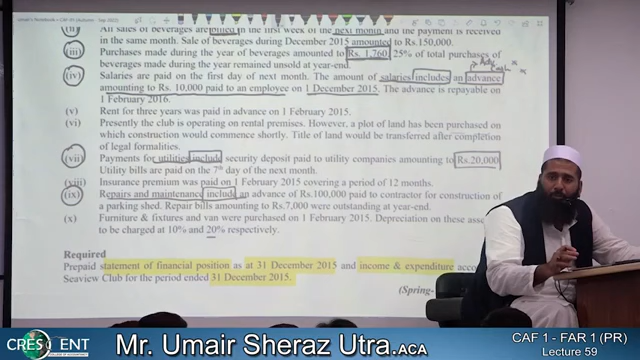 (ii) All sales of beverages are billed in the first week of the next month and the payment is received
in the same month. Sale of beverages during December 2015 amounted to Rs.150,000.
(iii) Purchases made during the year of beverages amounted to Rs. 1,760. 25% of total purchases of
beverages made during the year remained unsold at year-end.
(iv) Salaries are paid on the first day of next month. The amount of salaries includes an advance
amounting to Rs. 10,000 paid to an employee on 1 December 2015. The advance is repayable on
1 February 2016.
(v) Rent for three years was paid in advance on 1 February 2015.
(vi) Presently the club is operating on rental premises. However, a plot of land has been purchased on
which construction would commence shortly. Title of land would be transferred after completion
of legal formalities.
(vii) Payments for utilities include security deposit paid to utility companies amounting to Rs.20,000
Utility bills are paid on the 7th day of the next month.
(viii) Insurance premium was paid on 1 February 2015 covering a period of 12 months.
(ix) Repairs and maintenance include an advance of Rs.100,000 paid to contractor for construction of
a parking shed. Repair bills amounting to Rs.7,000 were outstanding at year-end.
(x) Furniture & fixtures and van were purchased on 1 February 2015. Depreciation on these
to be charged at 10% and 20% respectively.
Required
Prepaid statement of financial position as at 31 December 2015 and income & expenditure
Seaview Club for the period ended 31 December 2015.
(Spring-
CRESCENT
Mr. Umair Sheraz Utra.ACA
CAF 1 - FAR 1 (PR)
Lecture 59